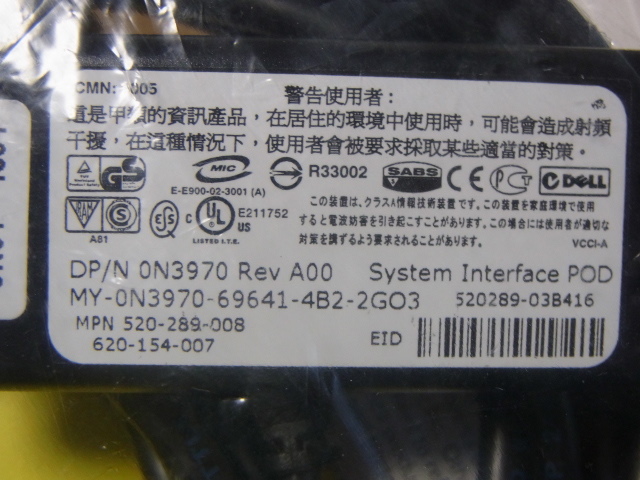 CMN: 1005
警告使用者：
這是甲類的資訊產品，在居住的環境中使用時，可能會造成射頻
干擾，在這種情況下，使用者會被要求採取某些適當的對策。
GS MIC R33002 SABS CE DELL
E-E900-02-3001 (A)
S C UL US E211752
A81 LISTED I.T.E.
この装置は、クラスA情報技術装置です。この装置を家庭環境で使用
すると電波妨害を引き起こすことがあります。この場合には使用者が適切な
対策を講ずるよう要求されることがあります。 VCCI-A
DP/N 0N3970 Rev A00 System Interface POD
MY-0N3970-69641-4B2-2GO3 520289-03B416
MPN 520-289-008
620-154-007 EID